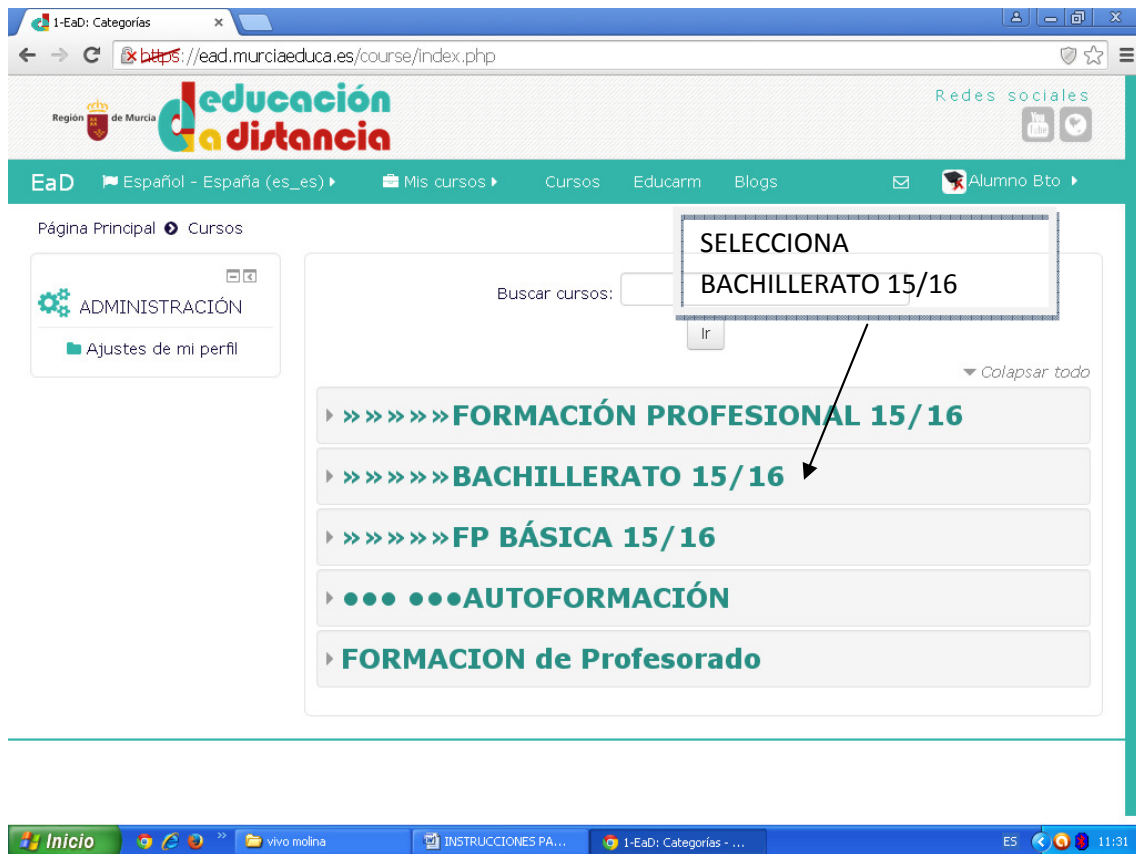 1-EaD: Categorías
https://ead.murciaeduca.es/course/index.php
Región de Murcia
educación
a distancia
Redes sociales
You Tube
EaD Español - España (es_es) Mis cursos Cursos Educarm Blogs Alumno Bto
Página Principal Cursos
SELECCIONA
BACHILLERATO 15/16
ADMINISTRACIÓN
Ajustes de mi perfil
Buscar cursos:
Ir
Colapsar todo
»»»»»FORMACIÓN PROFESIONAL 15/16
»»»»»BACHILLERATO 15/16
»»»»»FP BÁSICA 15/16
●●● ●●●AUTOFORMACIÓN
FORMACION de Profesorado
Inicio » vivo molina INSTRUCCIONES PA... 1-EaD: Categorías - ... ES 11:31